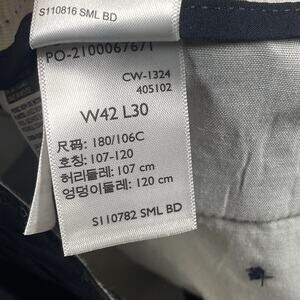 S110816 SML BD
PO-2100067671
CW-1324
405102
W42 L30
尺码: 180/106C
호칭: 107-120
허리둘레: 107 cm
엉덩이둘레: 120 cm
S110782 SML BD